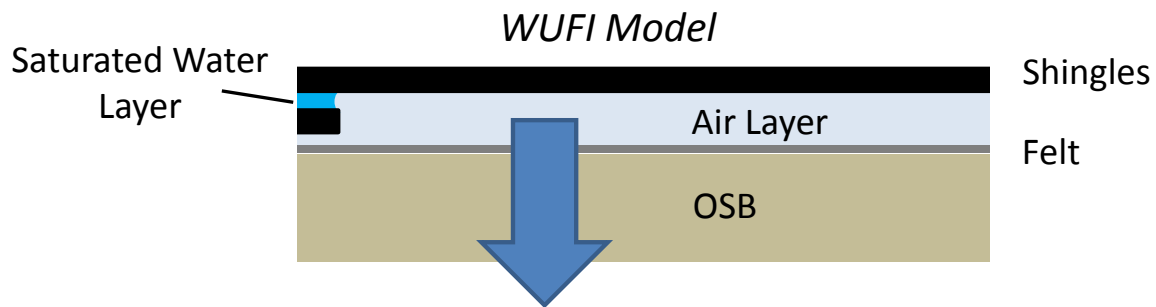 WUFI Model
Saturated Water
Layer
Shingles
Air Layer
Felt
OSB